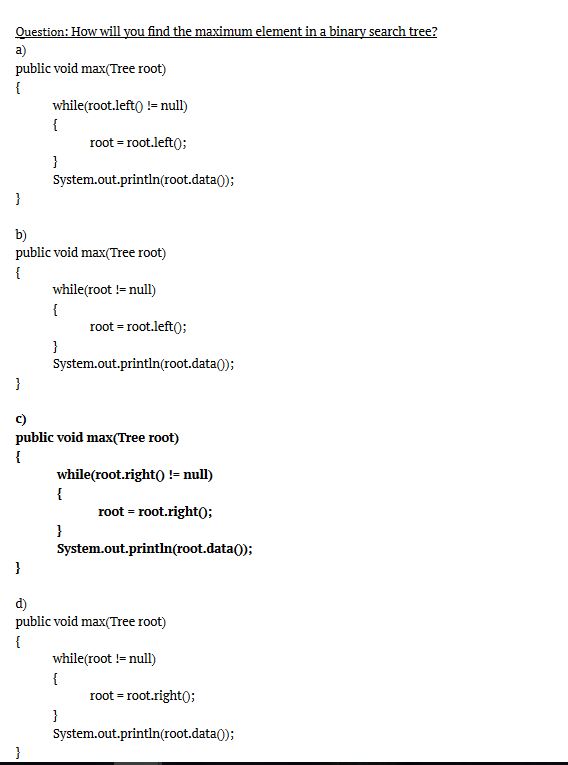 Question: How will you find the maximum element in a binary search tree?
a)
public void max(Tree root)
{
while(root.left() != null)
{
root = root.left();
}
System.out.println(root.data());
}
b)
public void max(Tree root)
{
while(root != null)
{
root = root.left();
}
System.out.println(root.data());
}
c)
public void max(Tree root)
{
while(root.right() != null)
{
root = root.right();
}
System.out.println(root.data());
}
d)
public void max(Tree root)
{
while(root != null)
{
root = root.right();
}
System.out.println(root.data());
}